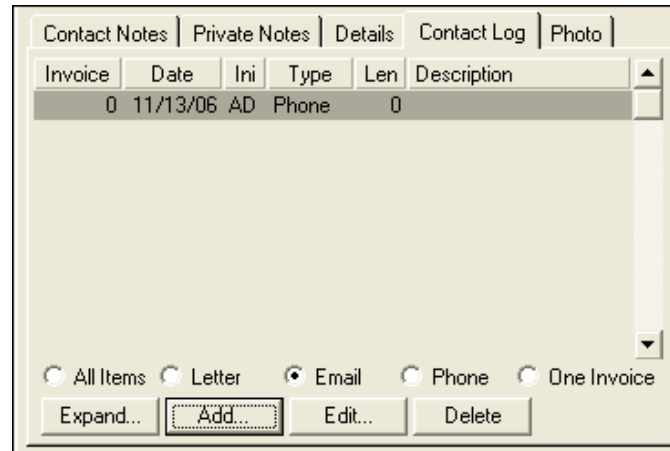 Contact Notes Private Notes Details Contact Log Photo
Invoice Date Ini Type Len Description
0 11/13/06 AD Phone 0
All Items Letter Email Phone One Invoice
Expand... Add... Edit... Delete